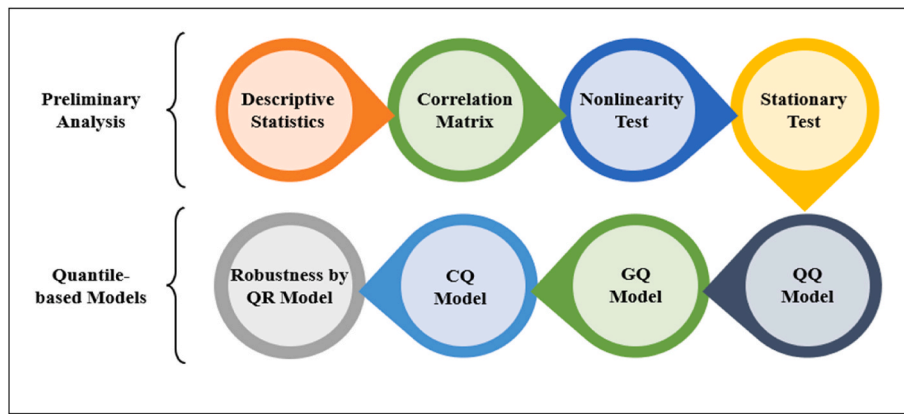 Preliminary
Analysis
Descriptive
Statistics
Correlation
Matrix
Nonlinearity
Test
Stationary
Test
Quantile-
based Models
Robustness by
QR Model
CQ
Model
GQ
Model
QQ
Model